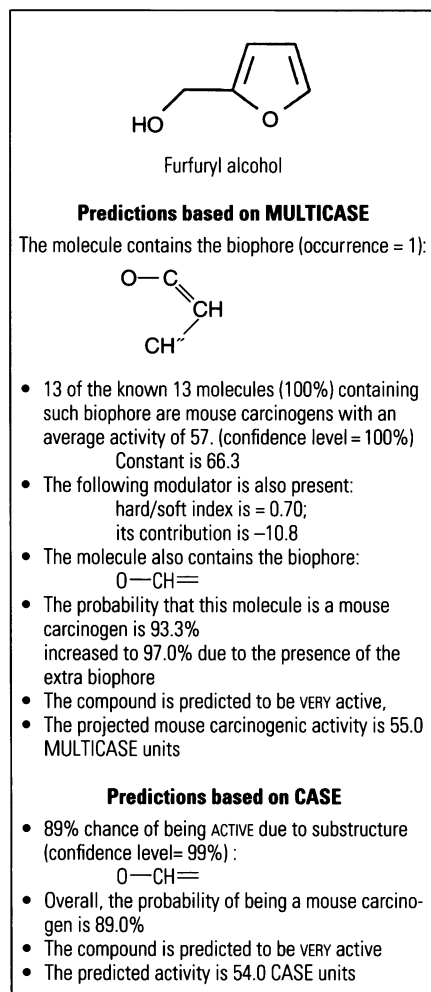 HO
O
Furfuryl alcohol
Predictions based on MULTICASE
The molecule contains the biophore (occurrence = 1):
O—C
CH
CH″
• 13 of the known 13 molecules (100%) containing
such biophore are mouse carcinogens with an
average activity of 57. (confidence level = 100%)
Constant is 66.3
• The following modulator is also present:
hard/soft index is = 0.70;
its contribution is –10.8
• The molecule also contains the biophore:
O—CH═
• The probability that this molecule is a mouse
carcinogen is 93.3%
increased to 97.0% due to the presence of the
extra biophore
• The compound is predicted to be VERY active,
• The projected mouse carcinogenic activity is 55.0
MULTICASE units
Predictions based on CASE
• 89% chance of being ACTIVE due to substructure
(confidence level= 99%) :
O—CH═
• Overall, the probability of being a mouse carcino-
gen is 89.0%
• The compound is predicted to be VERY active
• The predicted activity is 54.0 CASE units